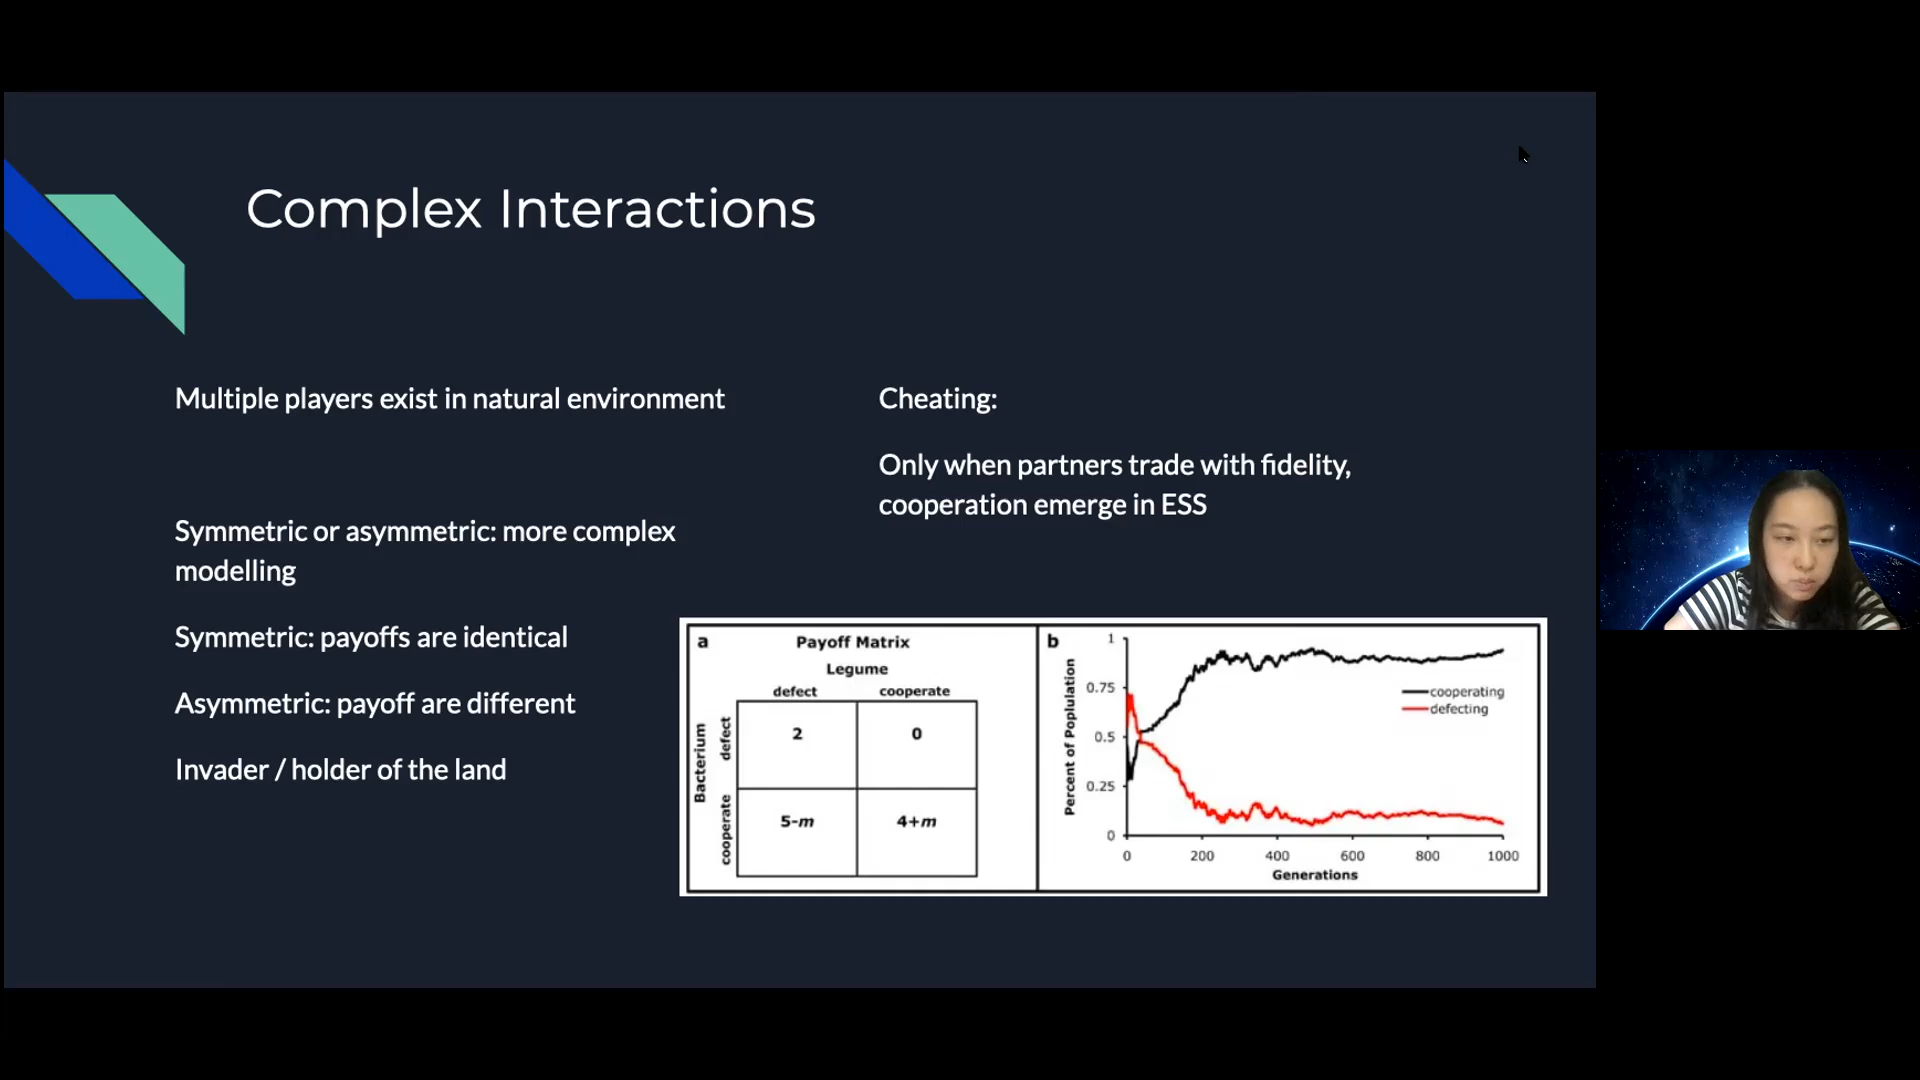 Complex Interactions
Multiple players exist in natural environment
Symmetric or asymmetric: more complex
modelling
Symmetric: payoffs are identical
Asymmetric: payoff are different
Invader / holder of the land
Cheating:
Only when partners trade with fidelity,
cooperation emerge in ESS
a
Payoff Matrix
Legume
defect cooperate
Bacterium
defect
2 0
cooperate
5-m 4+m
b
Percent of Poplulation
1
0.75
0.5
0.25
0
cooperating
defecting
0 200 400 600 800 1000
Generations